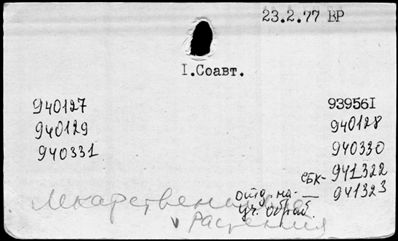 23.2.77 ВР
I.Соавт.
940127
940129
940331
93956I
940128
940330
СБК- 941322
941323
отд. на-
уч. обраб.
Лекарственные
растения